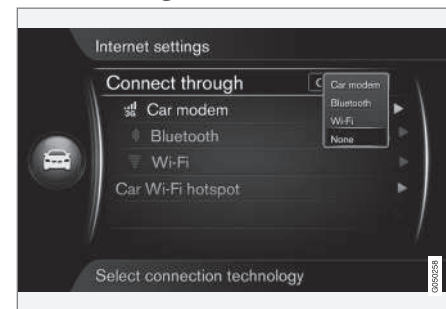 Internet settings
Connect through
Car modem
Bluetooth
Wi-Fi
None
3G Car modem
Bluetooth
Wi-Fi
Car Wi-Fi hotspot
Select connection technology
G050258